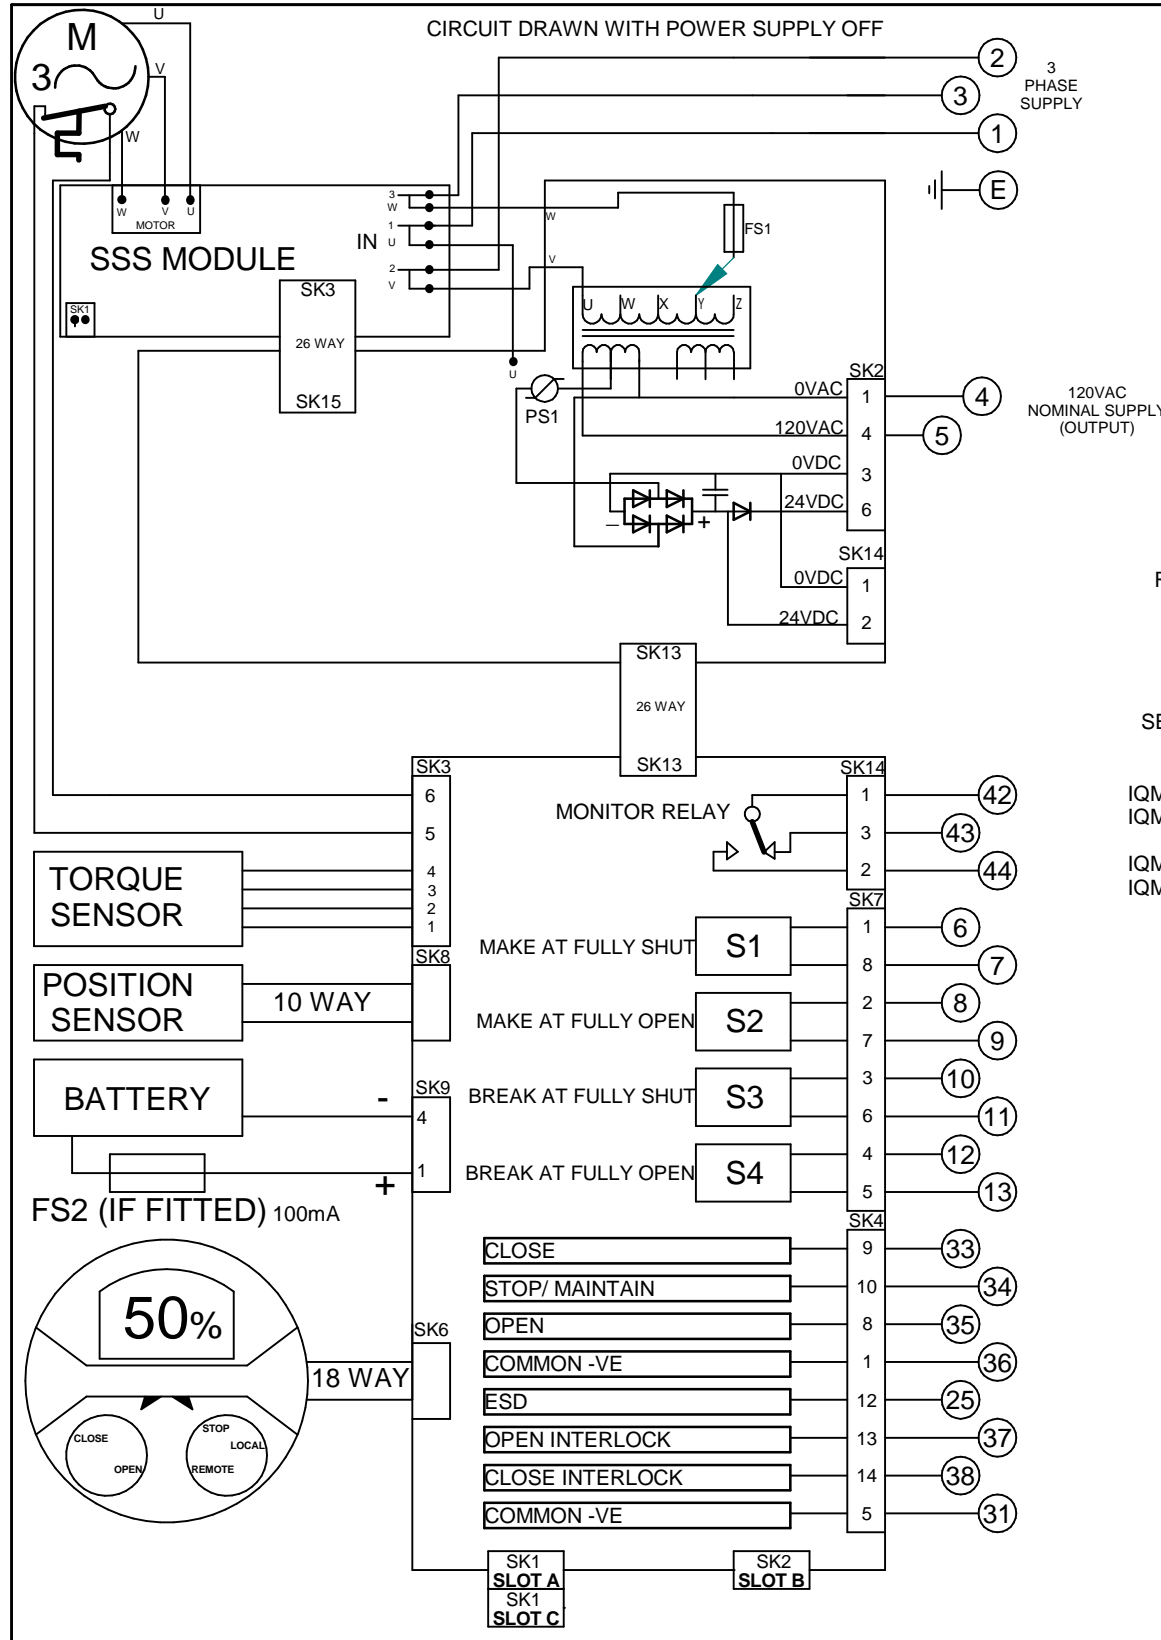 CIRCUIT DRAWN WITH POWER SUPPLY OFF
U
M
3
V
W
2
3
1
E
3
PHASE
SUPPLY
W V U
MOTOR
SSS MODULE
IN
3
W
1
U
2
V
W
V
FS1
SK1
SK3
26 WAY
SK15
U W X Y Z
U
PS1
SK2
0VAC 1 4
120VAC 4 5
120VAC
NOMINAL SUPPLY
(OUTPUT)
0VDC 3
24VDC 6
– +
SK14
0VDC 1
24VDC 2
SK13
26 WAY
SK13
SK3
6
5
4
3
2
1
TORQUE
SENSOR
MONITOR RELAY
SK14
1 42
3 43
2 44
IQM
IQM
IQM
IQM
SK8
POSITION
SENSOR
10 WAY
SK7
MAKE AT FULLY SHUT S1 1 6
8 7
MAKE AT FULLY OPEN S2 2 8
7 9
BREAK AT FULLY SHUT S3 3 10
6 11
BREAK AT FULLY OPEN S4 4 12
5 13
BATTERY
-
SK9
4
1
+
FS2 (IF FITTED) 100mA
SK4
CLOSE 9 33
STOP/ MAINTAIN 10 34
OPEN 8 35
COMMON -VE 1 36
ESD 12 25
OPEN INTERLOCK 13 37
CLOSE INTERLOCK 14 38
COMMON -VE 5 31
50%
SK6
18 WAY
CLOSE
OPEN
STOP
LOCAL
REMOTE
SK1
SLOT A
SK1
SLOT C
SK2
SLOT B